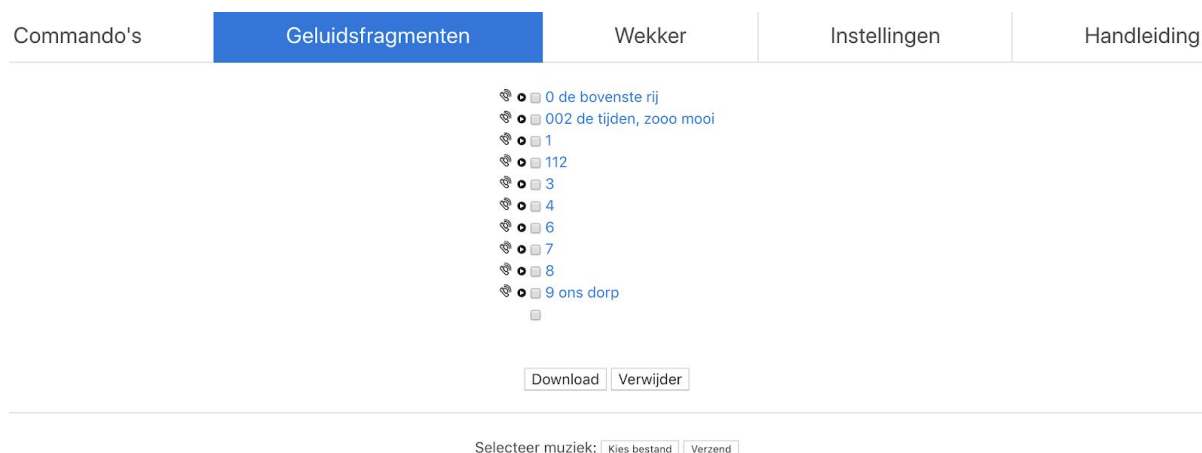 Commando's Geluidsfragmenten Wekker Instellingen Handleiding
0 de bovenste rij
002 de tijden, zooo mooi
1
112
3
4
6
7
8
9 ons dorp
Download Verwijder
Selecteer muziek: Kies bestand Verzend